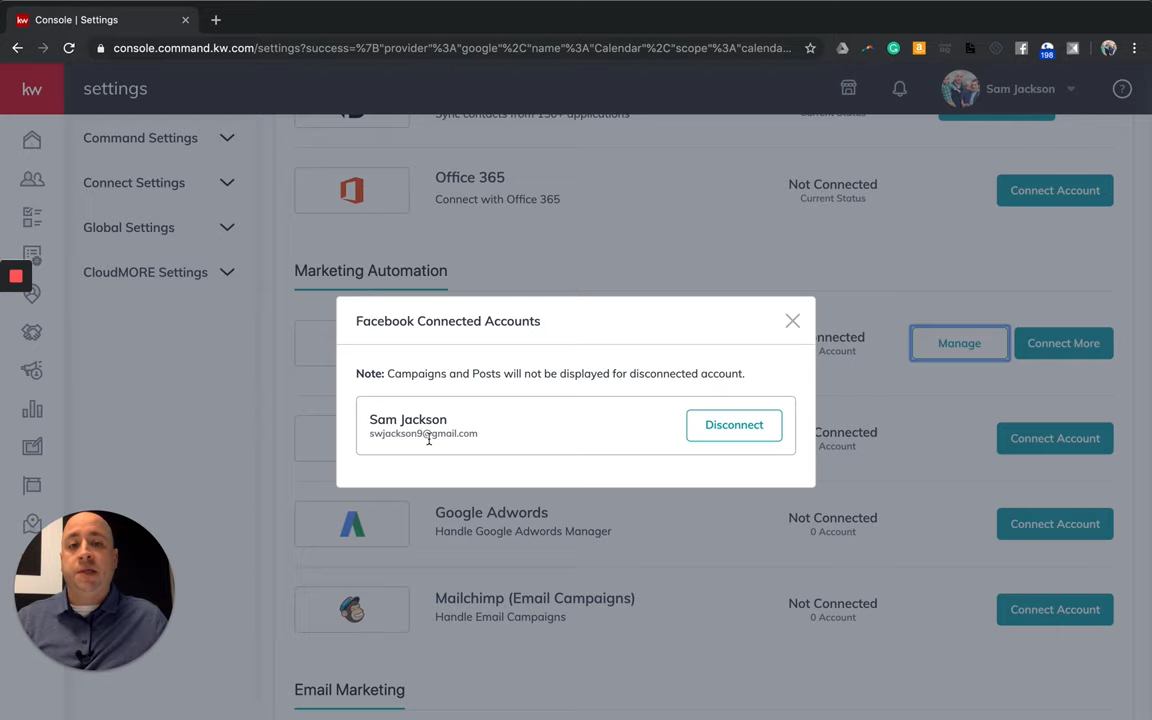 kw Console | Settings
console.command.kw.com/settings?success=%7B"provider"%3A"google"%2C"name"%3A"Calendar"%2C"scope"%3A"calenda...
198
kw settings Sam Jackson ?
Command Settings
Connect Settings
Global Settings
CloudMORE Settings
Sync contacts from 150+ applications
Current Status
Office 365
Connect with Office 365
Not Connected
Current Status
Connect Account
Marketing Automation
Facebook Connected Accounts
Note: Campaigns and Posts will not be displayed for disconnected account.
Sam Jackson
swjackson9@gmail.com
Disconnect
nnected
Account
Manage
Connect More
Connected
Account
Connect Account
Google Adwords
Handle Google Adwords Manager
Not Connected
0 Account
Connect Account
Mailchimp (Email Campaigns)
Handle Email Campaigns
Not Connected
0 Account
Connect Account
Email Marketing